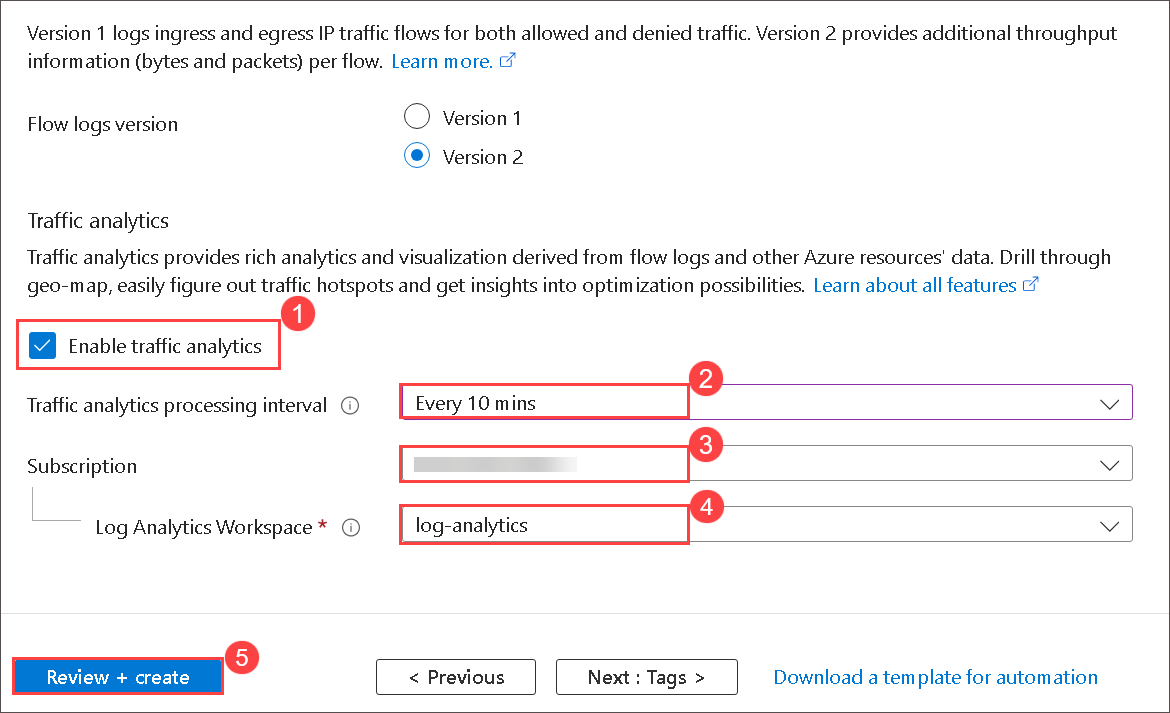 Version 1 logs ingress and egress IP traffic flows for both allowed and denied traffic. Version 2 provides additional throughput
information (bytes and packets) per flow. Learn more.
Flow logs version
Version 1
Version 2
Traffic analytics
Traffic analytics provides rich analytics and visualization derived from flow logs and other Azure resources' data. Drill through
geo-map, easily figure out traffic hotspots and get insights into optimization possibilities. Learn about all features
1
Enable traffic analytics
2
Traffic analytics processing interval Every 10 mins
3
Subscription
4
Log Analytics Workspace * log-analytics
5
Review + create < Previous Next : Tags > Download a template for automation